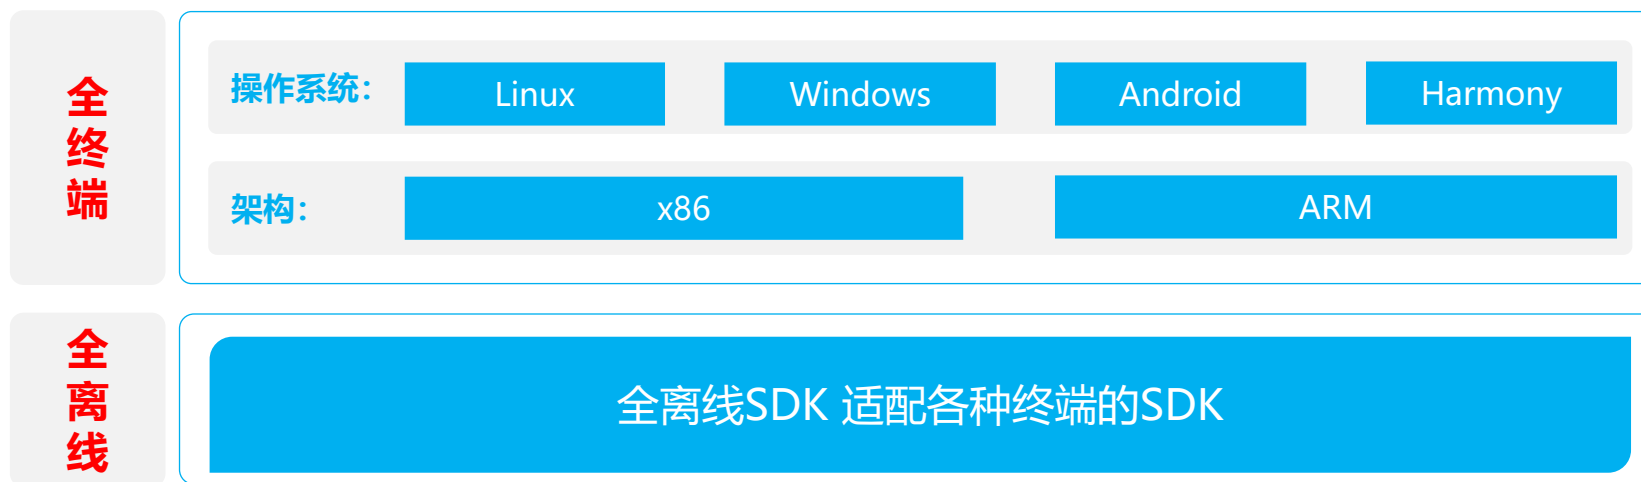 全终端
操作系统：
Linux
Windows
Android
Harmony
架构：
x86
ARM
全离线
全离线SDK 适配各种终端的SDK